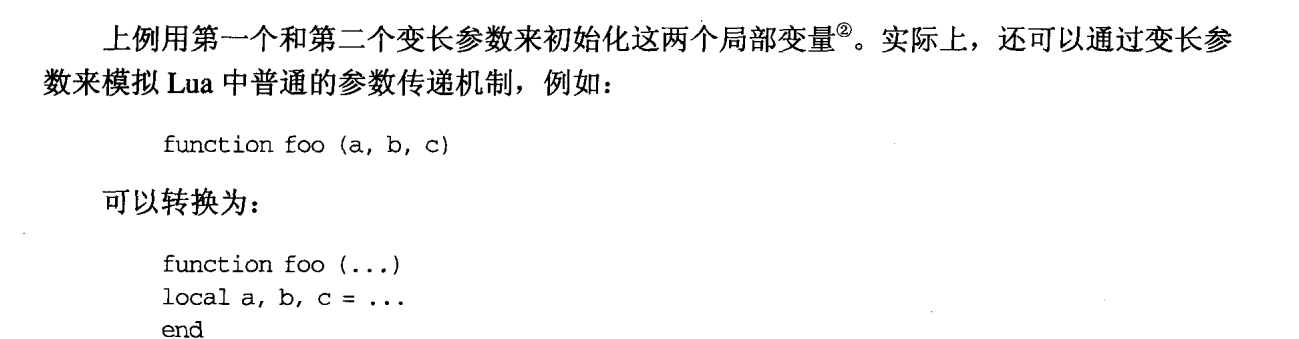 上例用第一个和第二个变长参数来初始化这两个局部变量②。实际上，还可以通过变长参
数来模拟 Lua 中普通的参数传递机制，例如：
function foo (a, b, c)
可以转换为：
function foo (...)
local a, b, c = ...
end